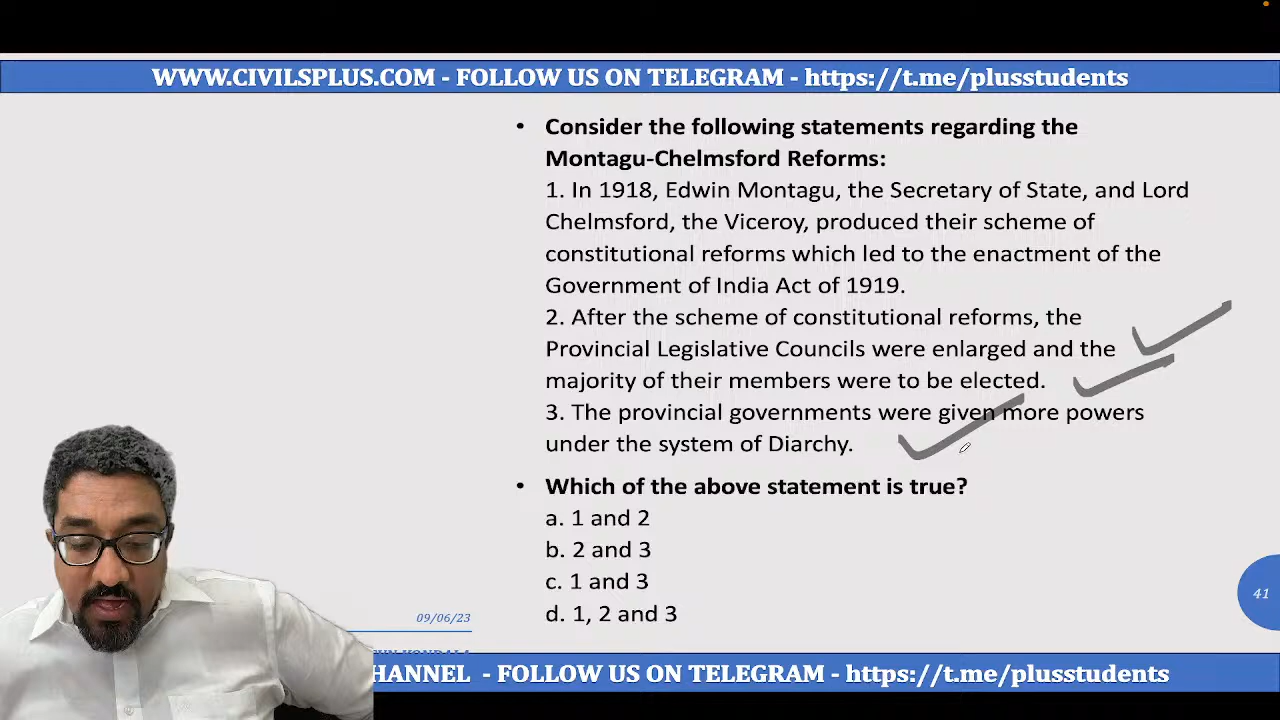 WWW.CIVILSPLUS.COM - FOLLOW US ON TELEGRAM - https://t.me/plusstudents
• Consider the following statements regarding the
Montagu-Chelmsford Reforms:
1. In 1918, Edwin Montagu, the Secretary of State, and Lord
Chelmsford, the Viceroy, produced their scheme of
constitutional reforms which led to the enactment of the
Government of India Act of 1919.
2. After the scheme of constitutional reforms, the
Provincial Legislative Councils were enlarged and the
majority of their members were to be elected.
3. The provincial governments were given more powers
under the system of Diarchy.
• Which of the above statement is true?
a. 1 and 2
b. 2 and 3
c. 1 and 3
d. 1, 2 and 3
41
09/06/23
HANNEL - FOLLOW US ON TELEGRAM - https://t.me/plusstudents